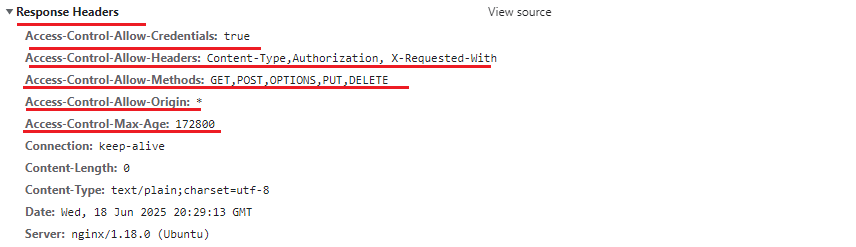 Response Headers View source
Access-Control-Allow-Credentials: true
Access-Control-Allow-Headers: Content-Type,Authorization, X-Requested-With
Access-Control-Allow-Methods: GET,POST,OPTIONS,PUT,DELETE
Access-Control-Allow-Origin: *
Access-Control-Max-Age: 172800
Connection: keep-alive
Content-Length: 0
Content-Type: text/plain;charset=utf-8
Date: Wed, 18 Jun 2025 20:29:13 GMT
Server: nginx/1.18.0 (Ubuntu)